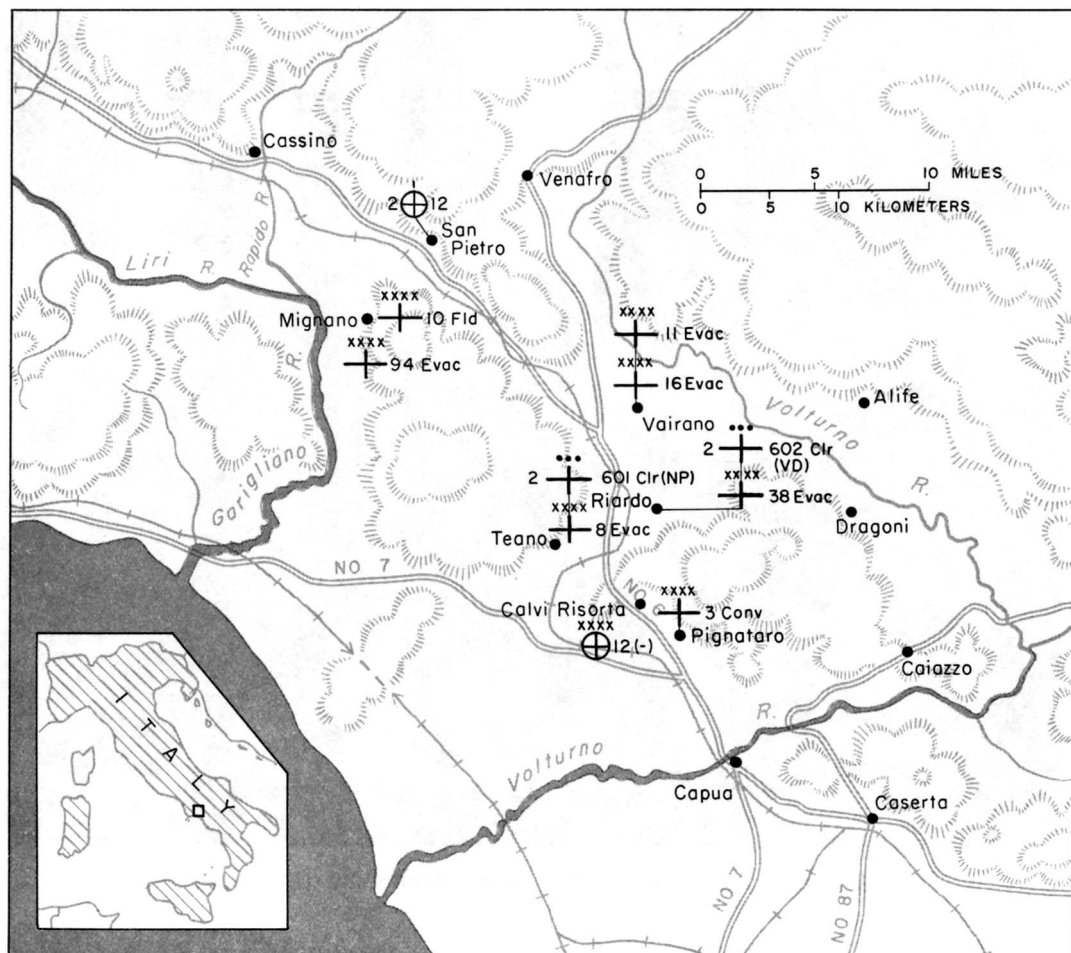 Cassino
Venafro
5 10 MILES
0
0 5 10 KILOMETERS
2 12
San
Pietro
Rapido R.
Liri R.
XXXX
Mignano 10 Fld
XXXX
94 Evac
R.
Garigliano
XXXX
11 Evac
XXXX
16 Evac
Vairano
Volturno
R.
Alife
2 602 Clr
(VD)
XXXX
38 Evac
Dragoni
2 601 Clr (NP)
Riardo
XXXX
8 Evac
Teano
NO 7
Calvi Risorta
NO 6
XXXX
3 Conv
Pignataro
XXXX
12 (-)
Caiazzo
Volturno R.
Capua
Caserta
NO 7
NO 87
ITALY